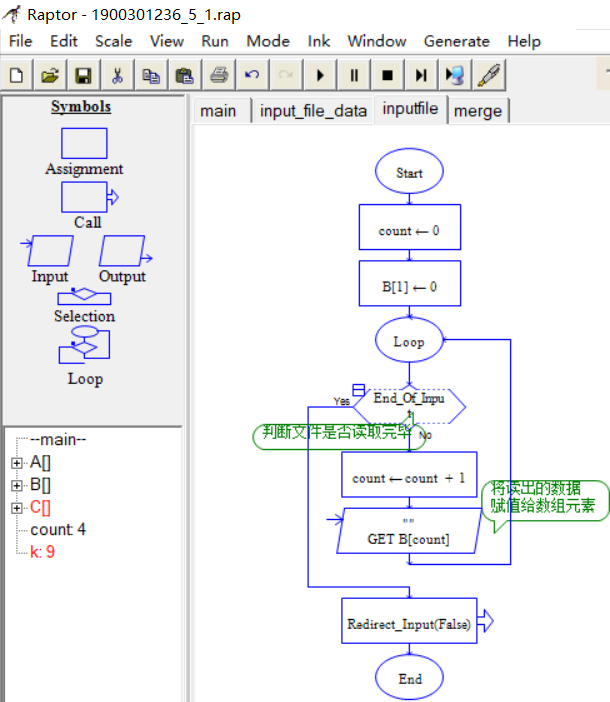 Raptor - 1900301236_5_1.rap
File Edit Scale View Run Mode Ink Window Generate Help
Symbols
Assignment
Call
Input Output
Selection
Loop
--main--
A[]
B[]
C[]
count: 4
k: 9
main input_file_data inputfile merge
Start
count ← 0
B[1] ← 0
Loop
End_Of_Inpu
t
Yes
No
判断文件是否读取完毕
count ← count + 1
将读出的数据
赋值给数组元素
""
GET B[count]
Redirect_Input(False)
End